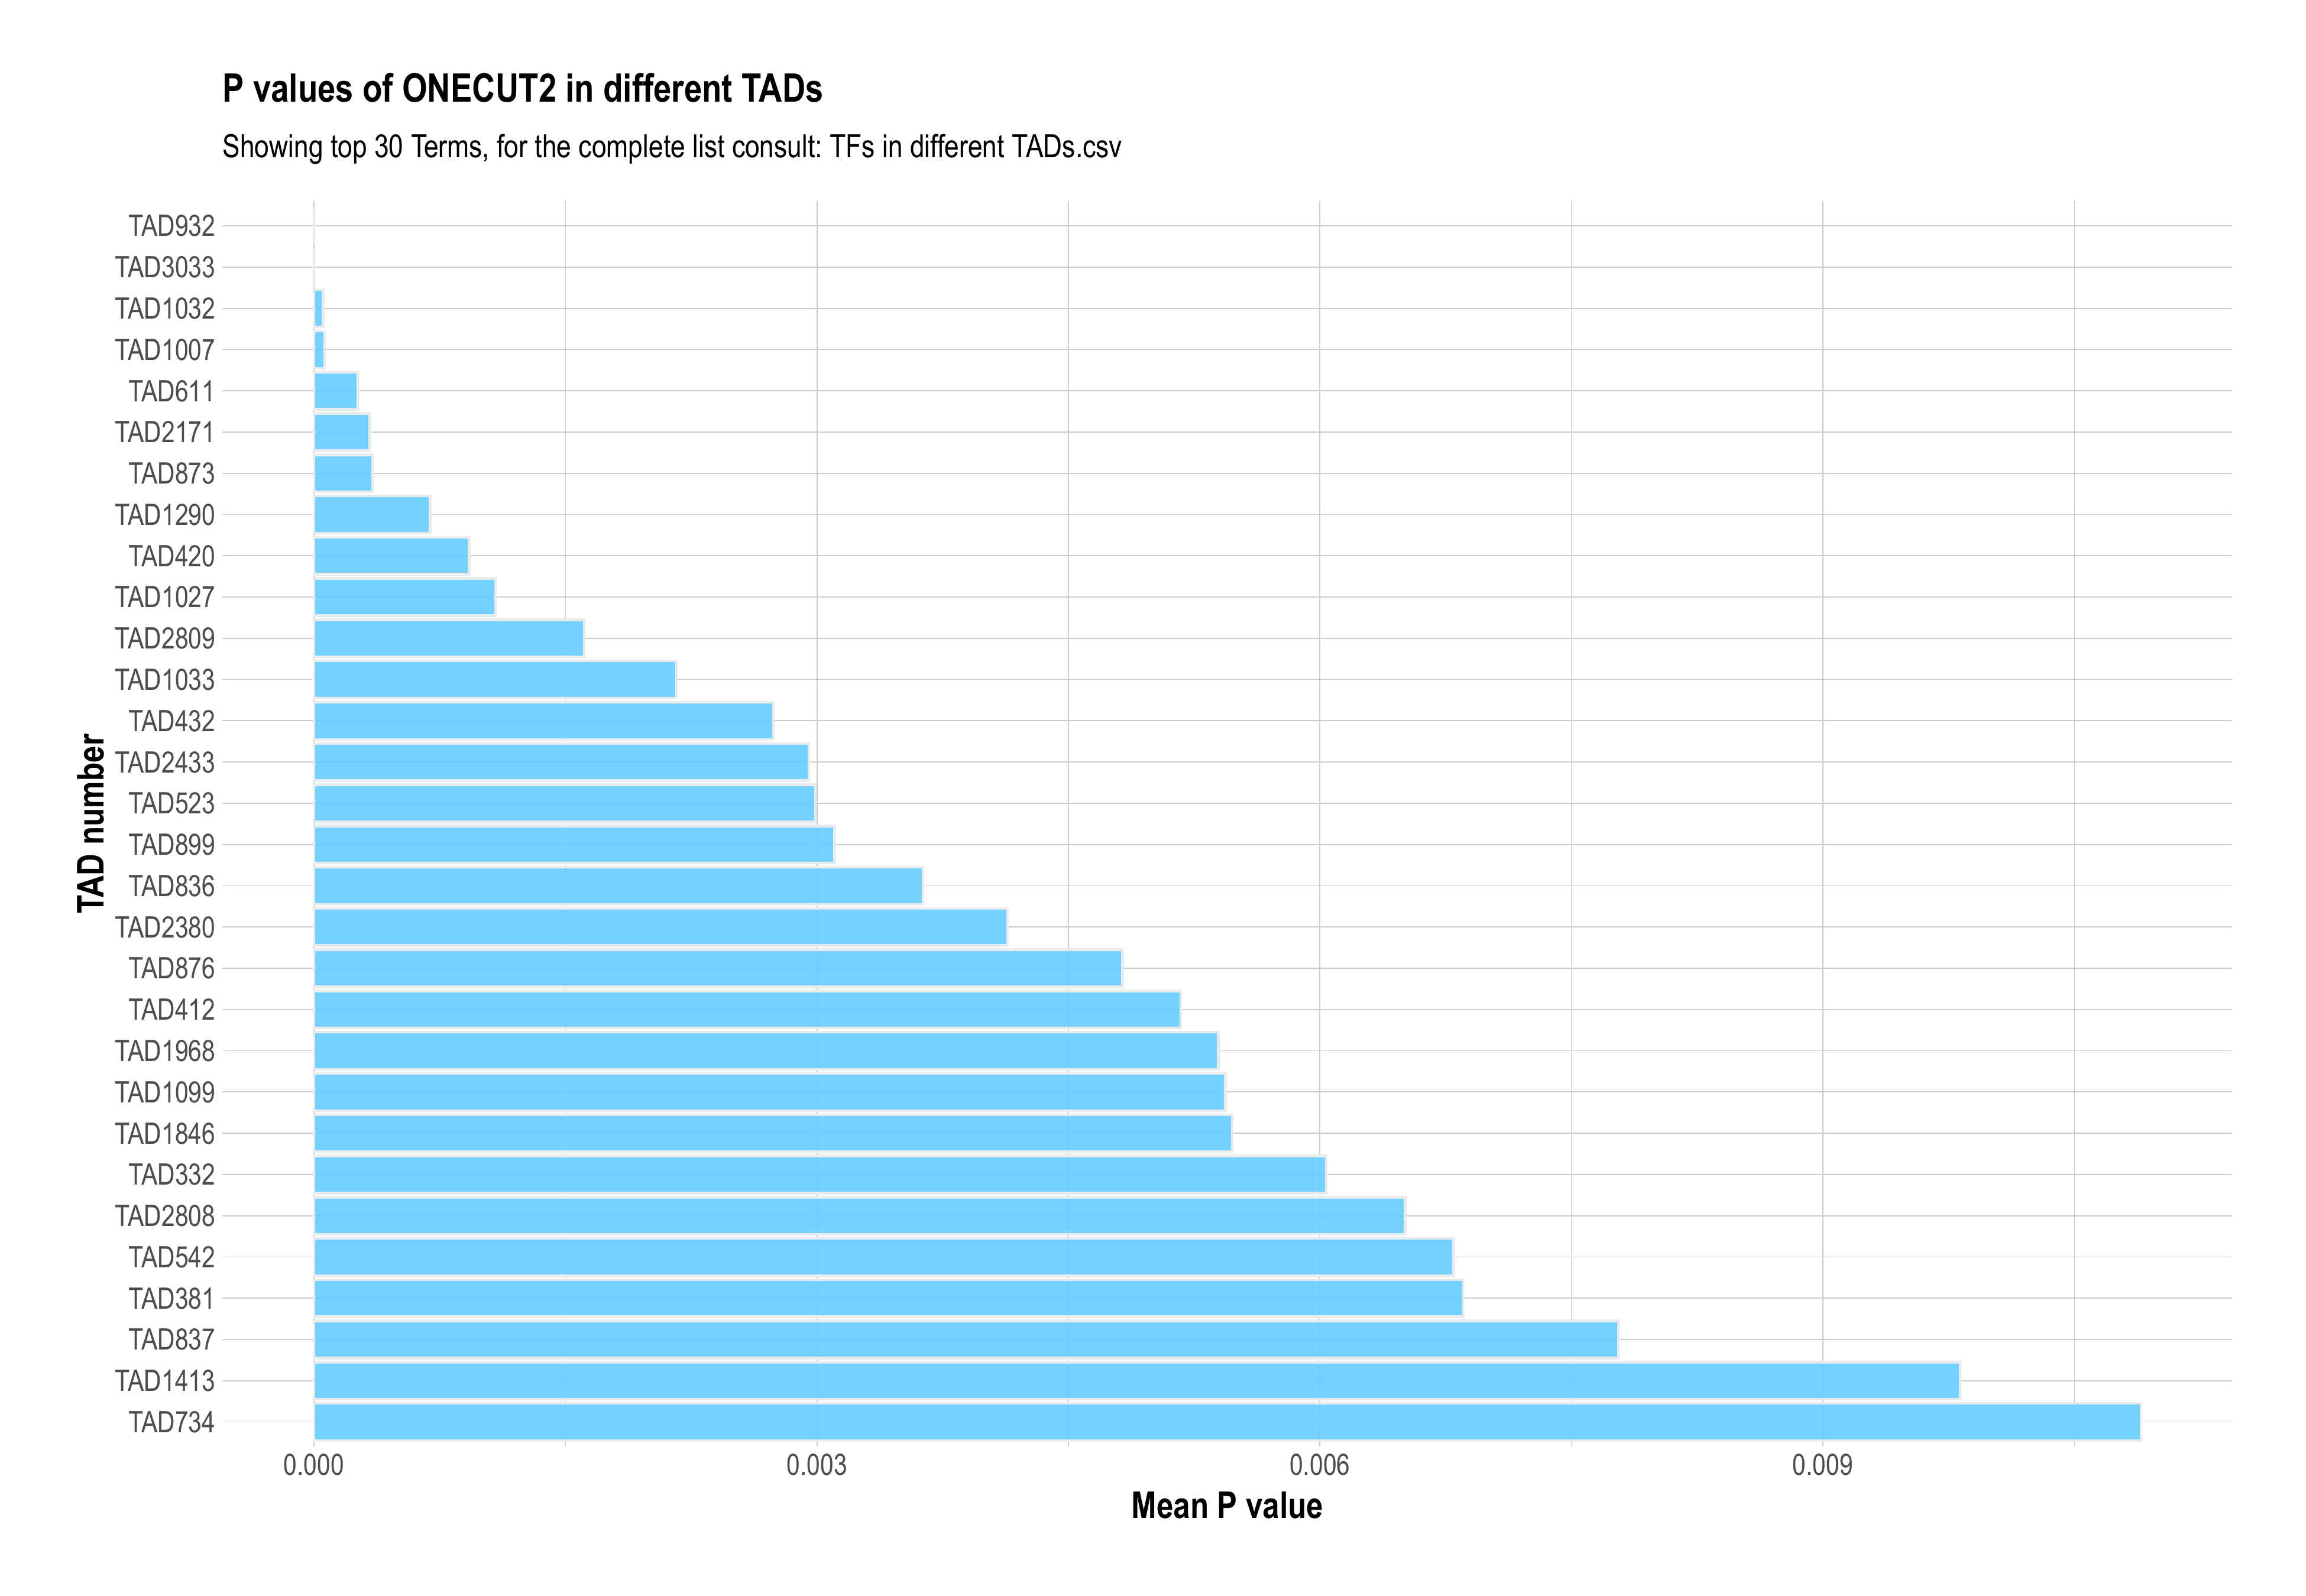 P values of ONECUT2 in different TADs
Showing top 30 Terms, for the complete list consult: TFs in different TADs.csv
TAD number
TAD932
TAD3033
TAD1032
TAD1007
TAD611
TAD2171
TAD873
TAD1290
TAD420
TAD1027
TAD2809
TAD1033
TAD432
TAD2433
TAD523
TAD899
TAD836
TAD2380
TAD876
TAD412
TAD1968
TAD1099
TAD1846
TAD332
TAD2808
TAD542
TAD381
TAD837
TAD1413
TAD734
0.000 0.003 0.006 0.009
Mean P value